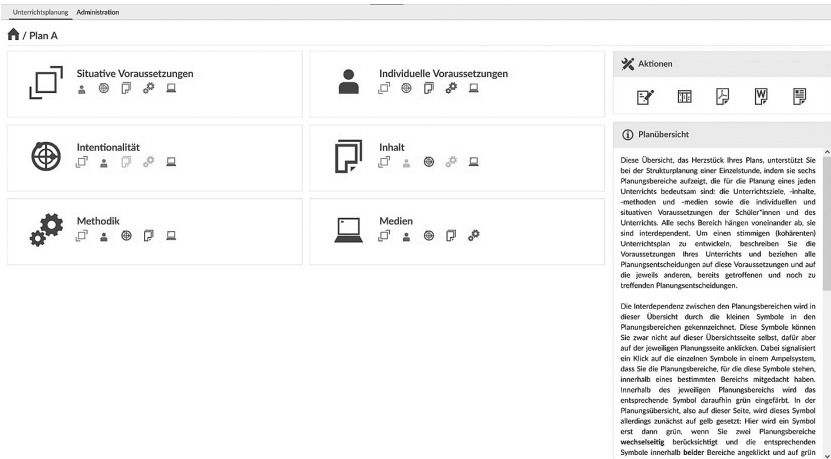 Unterrichtsplanung Administration
/ Plan A
Situative Voraussetzungen
Individuelle Voraussetzungen
Intentionalität
Inhalt
Methodik
Medien
Aktionen
Planübersicht
Diese Übersicht, das Herzstück Ihres Plans, unterstützt Sie
bei der Strukturplanung einer Einzelstunde, indem sie sechs
Planungsbereiche aufzeigt, die für die Planung eines jeden
Unterrichts bedeutsam sind: die Unterrichtsziele, -inhalte,
-methoden und -medien sowie die individuellen und
situativen Voraussetzungen der Schüler*innen und des
Unterrichts. Alle sechs Bereich hängen voneinander ab, sie
sind interdependent. Um einen stimmigen (kohärenten)
Unterrichtsplan zu entwickeln, beschreiben Sie die
Voraussetzungen Ihres Unterrichts und beziehen alle
Planungsentscheidungen auf diese Voraussetzungen und auf
die jeweils anderen, bereits getroffenen und noch zu
treffenden Planungsentscheidungen.
Die Interdependenz zwischen den Planungsbereichen wird in
dieser Übersicht durch die kleinen Symbole in den
Planungsbereichen gekennzeichnet. Diese Symbole können
Sie zwar nicht auf dieser Übersichtsseite selbst, dafür aber
auf der jeweiligen Planungsseite anklicken. Dabei signalisiert
ein Klick auf die einzelnen Symbole in einem Ampelsystem,
dass Sie die Planungsbereiche, für die diese Symbole stehen,
innerhalb eines bestimmten Bereichs mitgedacht haben.
Innerhalb des jeweiligen Planungsbereichs wird das
entsprechende Symbol daraufhin grün eingefärbt. In der
Planungsübersicht, also auf dieser Seite, wird dieses Symbol
allerdings zunächst auf gelb gesetzt: Hier wird ein Symbol
erst dann grün, wenn Sie zwei Planungsbereiche
wechselseitig berücksichtigt und die entsprechenden
Symbole innerhalb beider Bereiche angeklickt und auf grün